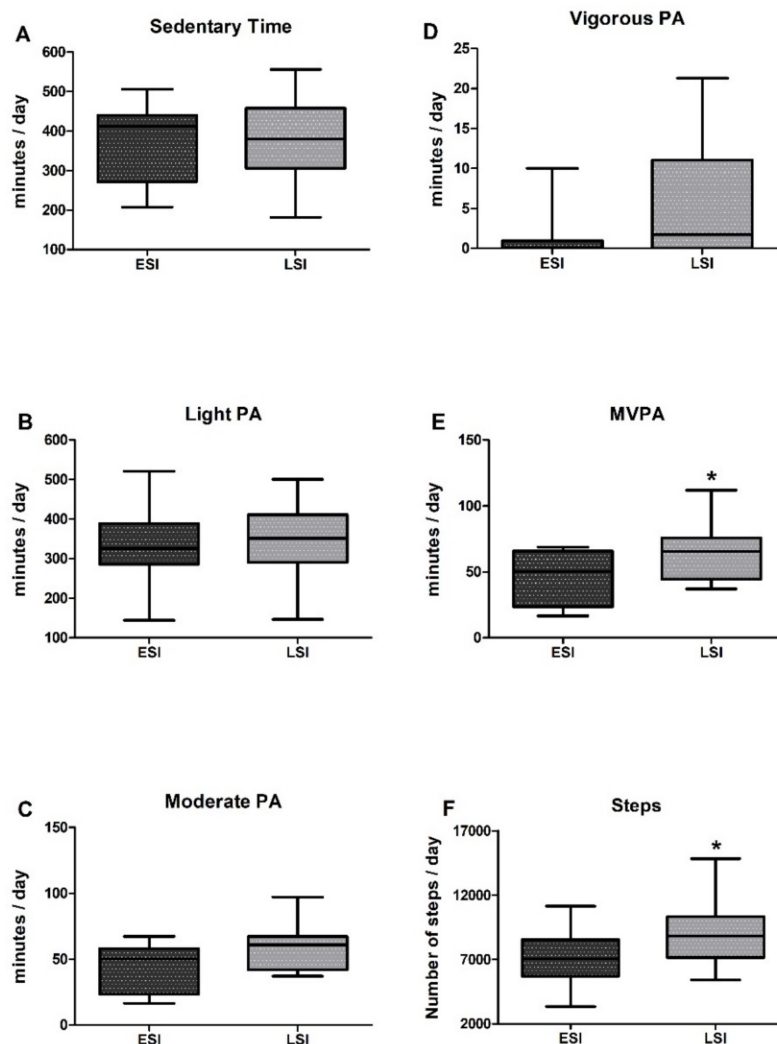 A
Sedentary Time
minutes / day
600
500
400
300
200
100
ESI
LSI
D
Vigorous PA
minutes / day
25
20
15
10
5
0
ESI
LSI
B
Light PA
minutes / day
600
500
400
300
200
100
ESI
LSI
E
MVPA
minutes / day
150
100
50
0
*
ESI
LSI
C
Moderate PA
minutes / day
150
100
50
0
ESI
LSI
F
Steps
Number of steps / day
17000
12000
7000
2000
*
ESI
LSI